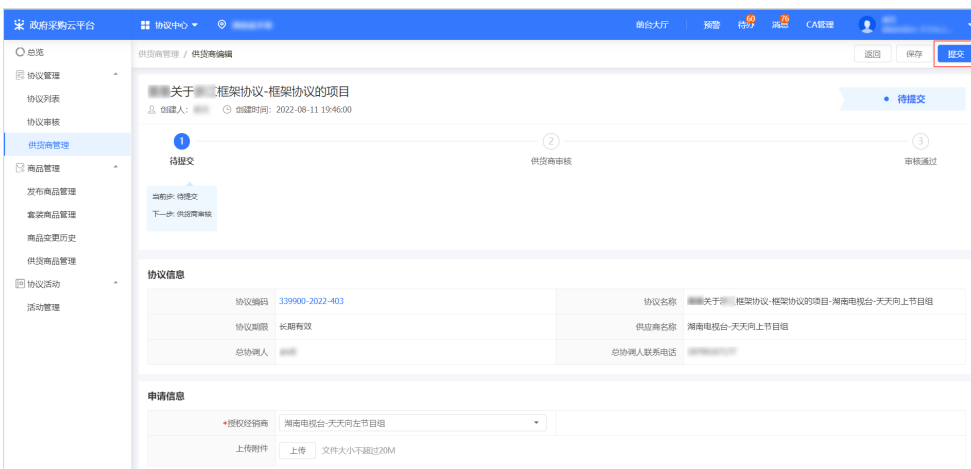 政府采购云平台
协议中心
前台大厅
预警
待办
60
消息
76
CA管理
总览
协议管理
协议列表
协议审核
供货商管理
商品管理
发布商品管理
套装商品管理
商品变更历史
供货商品管理
协议活动
活动管理
供货商管理 / 供货商编辑
返回
保存
提交
关于 框架协议-框架协议的项目
创建人:
创建时间: 2022-08-11 19:46:00
待提交
1
待提交
2
供货商审核
3
审核通过
当前步: 待提交
下一步: 供货商审核
协议信息
协议编码 339900-2022-403
协议名称 关于 框架协议-框架协议的项目-湖南电视台-天天向上节目组
协议期限 长期有效
供应商名称 湖南电视台-天天向上节目组
总协调人
总协调人联系电话
申请信息
*授权经销商 湖南电视台-天天向左节目组
上传附件 上传 文件大小不超过20M